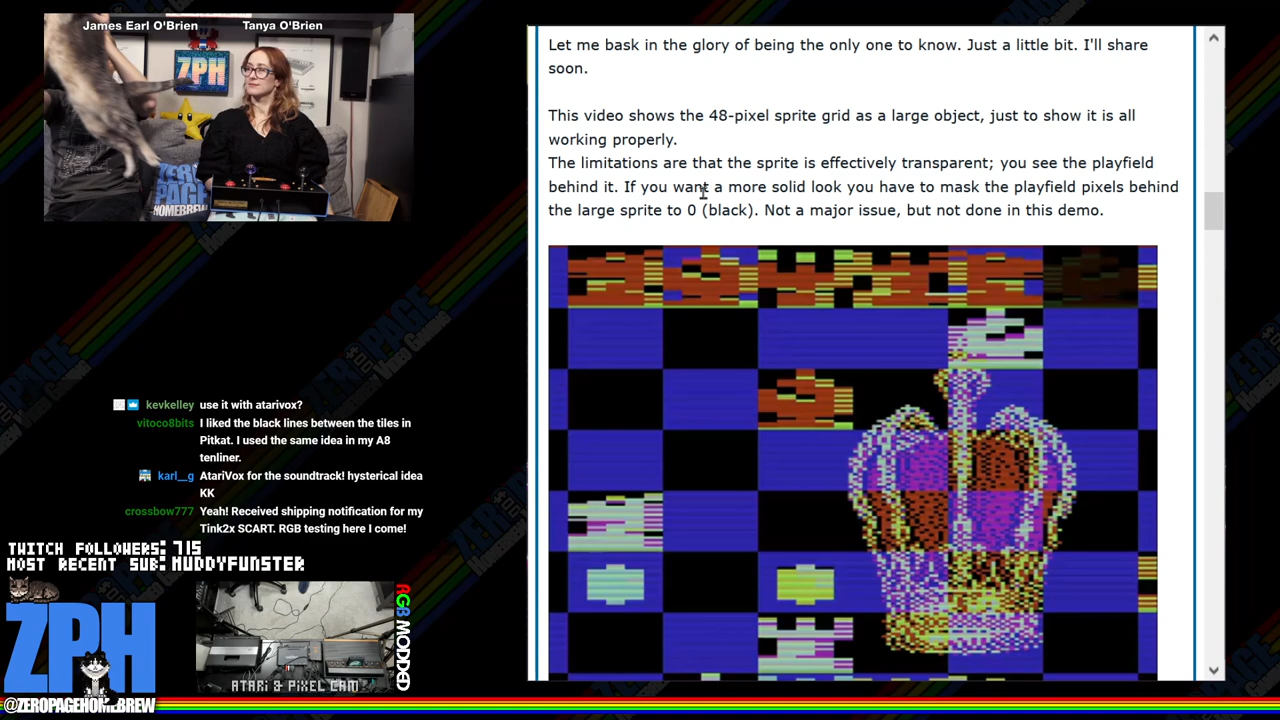 James Earl O'Brien
Tanya O'Brien
ZPH
ZERO
PAGE
HOMEBREW
Let me bask in the glory of being the only one to know. Just a little bit. I'll share
soon.
This video shows the 48-pixel sprite grid as a large object, just to show it is all
working properly.
The limitations are that the sprite is effectively transparent; you see the playfield
behind it. If you want a more solid look you have to mask the playfield pixels behind
the large sprite to 0 (black). Not a major issue, but not done in this demo.
kevkelley use it with atarivox?
vitoco8bits I liked the black lines between the tiles in
Pitkat. I used the same idea in my A8
tenliner.
karl__g AtariVox for the soundtrack! hysterical idea
KK
crossbow777 Yeah! Received shipping notification for my
Tink2x SCART. RGB testing here I come!
TWITCH FOLLOWERS: 715
MOST RECENT SUB: MUDDYFUNSTER
ZPH
RGB MODDED
ATARI & PIXEL CAM
@ZEROPAGEHOMEBREW